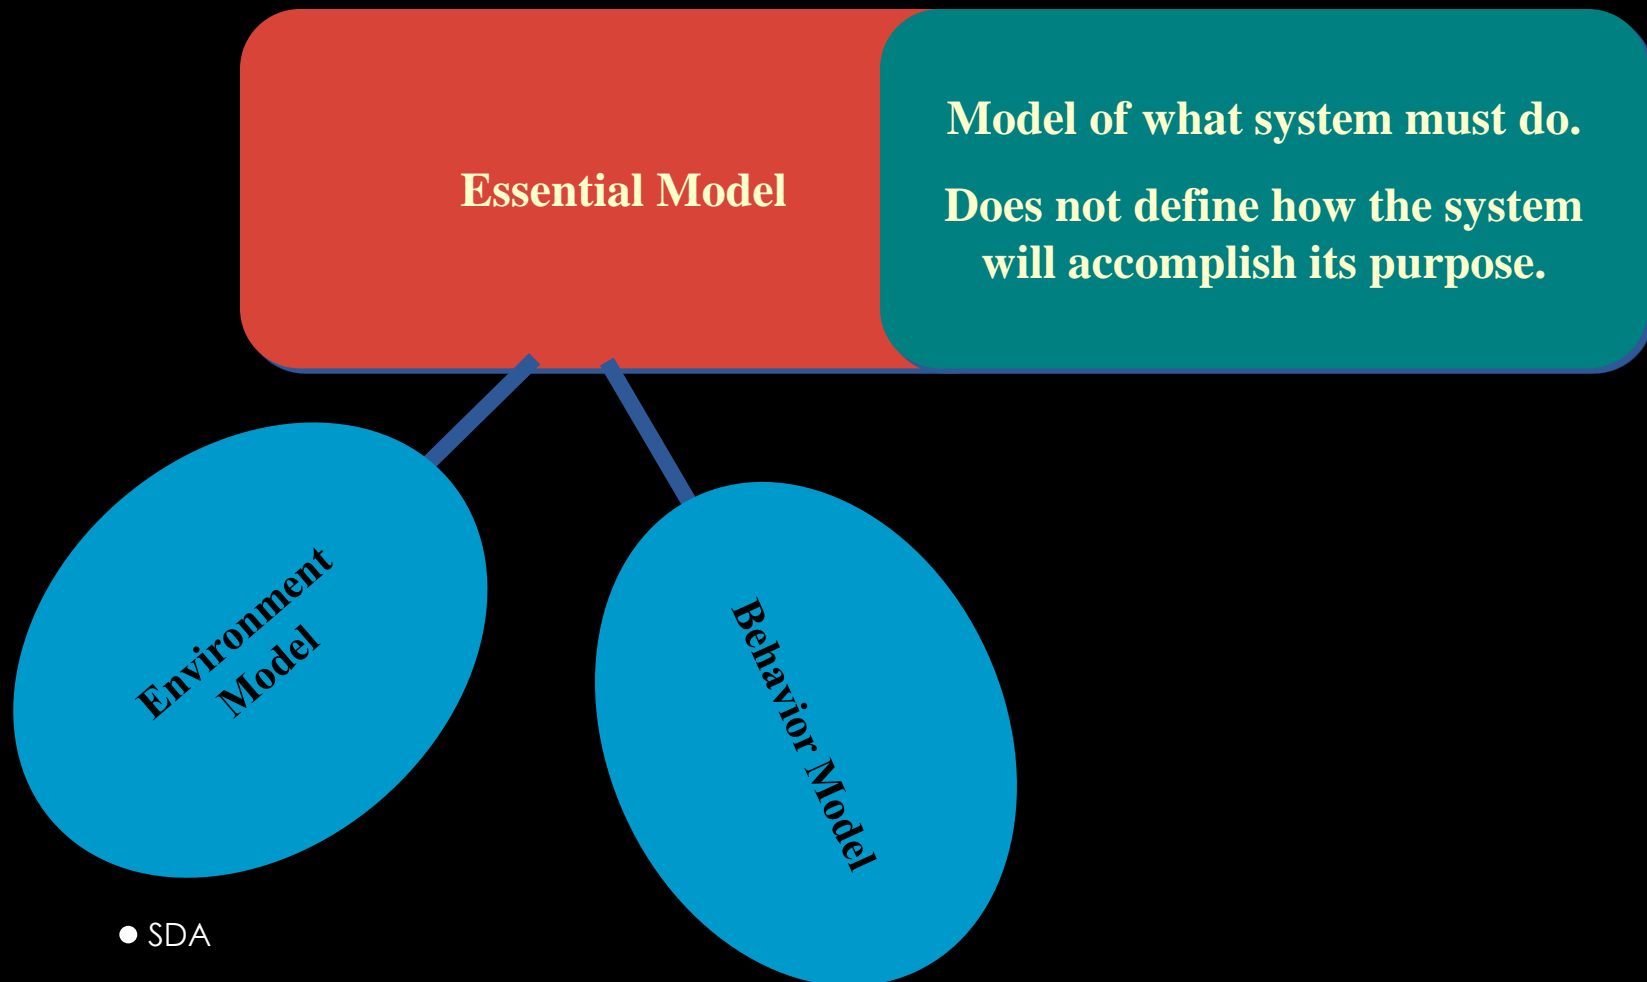 Essential Model
Model of what system must do.
Does not define how the system
will accomplish its purpose.
Environment
Model
Behavior Model
SDA